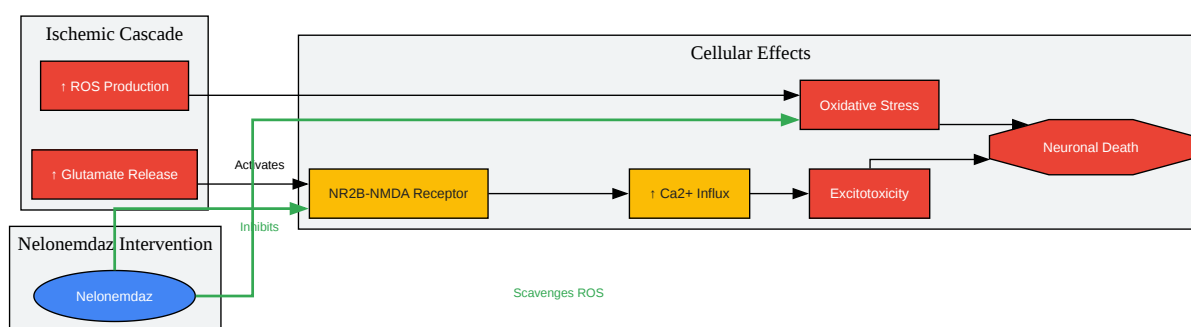 Ischemic Cascade
↑ ROS Production
↑ Glutamate Release
Activates
Cellular Effects
Oxidative Stress
Neuronal Death
NR2B-NMDA Receptor
↑ Ca2+ Influx
Excitotoxicity
Inhibits
Nelonemdaz Intervention
Nelonemdaz
Scavenges ROS